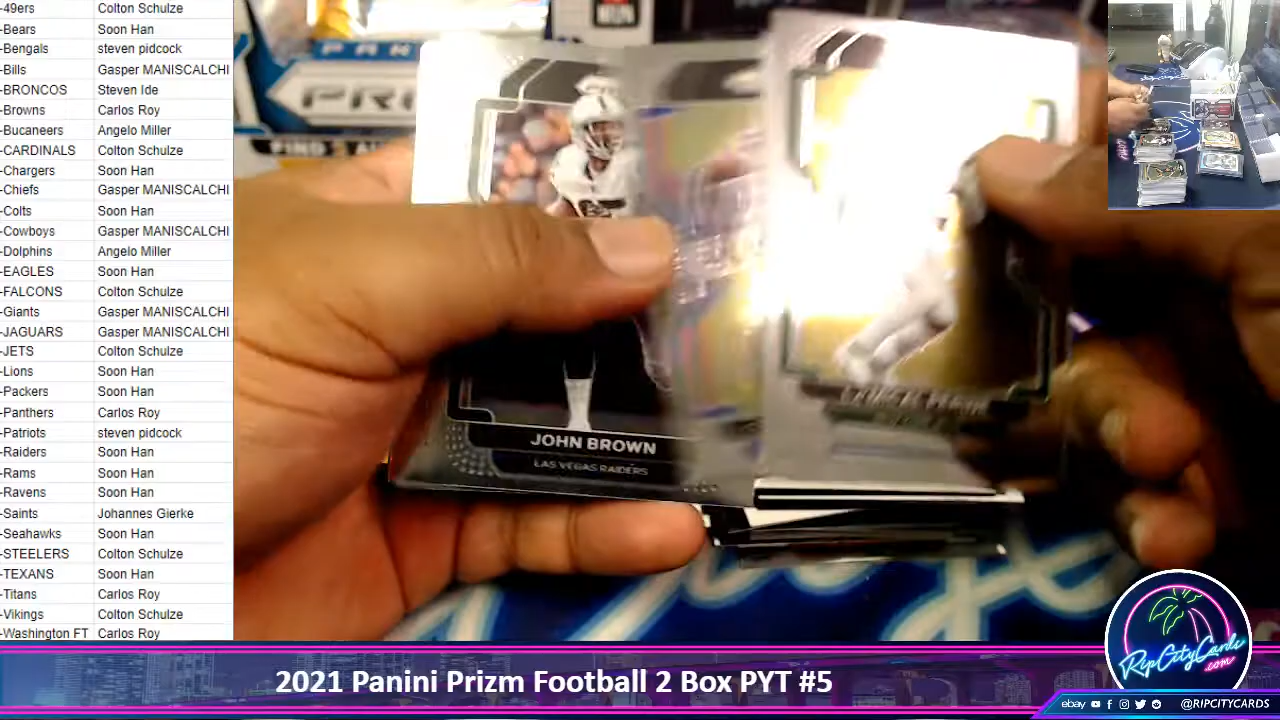 -49ers Colton Schulze
-Bears Soon Han
-Bengals steven pidcock
-Bills Gasper MANISCALCHI
-BRONCOS Steven Ide
-Browns Carlos Roy
-Bucaneers Angelo Miller
-CARDINALS Colton Schulze
-Chargers Soon Han
-Chiefs Gasper MANISCALCHI
-Colts Soon Han
-Cowboys Gasper MANISCALCHI
-Dolphins Angelo Miller
-EAGLES Soon Han
-FALCONS Colton Schulze
-Giants Gasper MANISCALCHI
-JAGUARS Gasper MANISCALCHI
-JETS Colton Schulze
-Lions Soon Han
-Packers Soon Han
-Panthers Carlos Roy
-Patriots steven pidcock
-Raiders Soon Han
-Rams Soon Han
-Ravens Soon Han
-Saints Johannes Gierke
-Seahawks Soon Han
-STEELERS Colton Schulze
-TEXANS Soon Han
-Titans Carlos Roy
-Vikings Colton Schulze
-Washington FT Carlos Roy
JOHN BROWN
LAS VEGAS RAIDERS
RipCityCards
.com
2021 Panini Prizm Football 2 Box PYT #5
ebay @RIPCITYCARDS